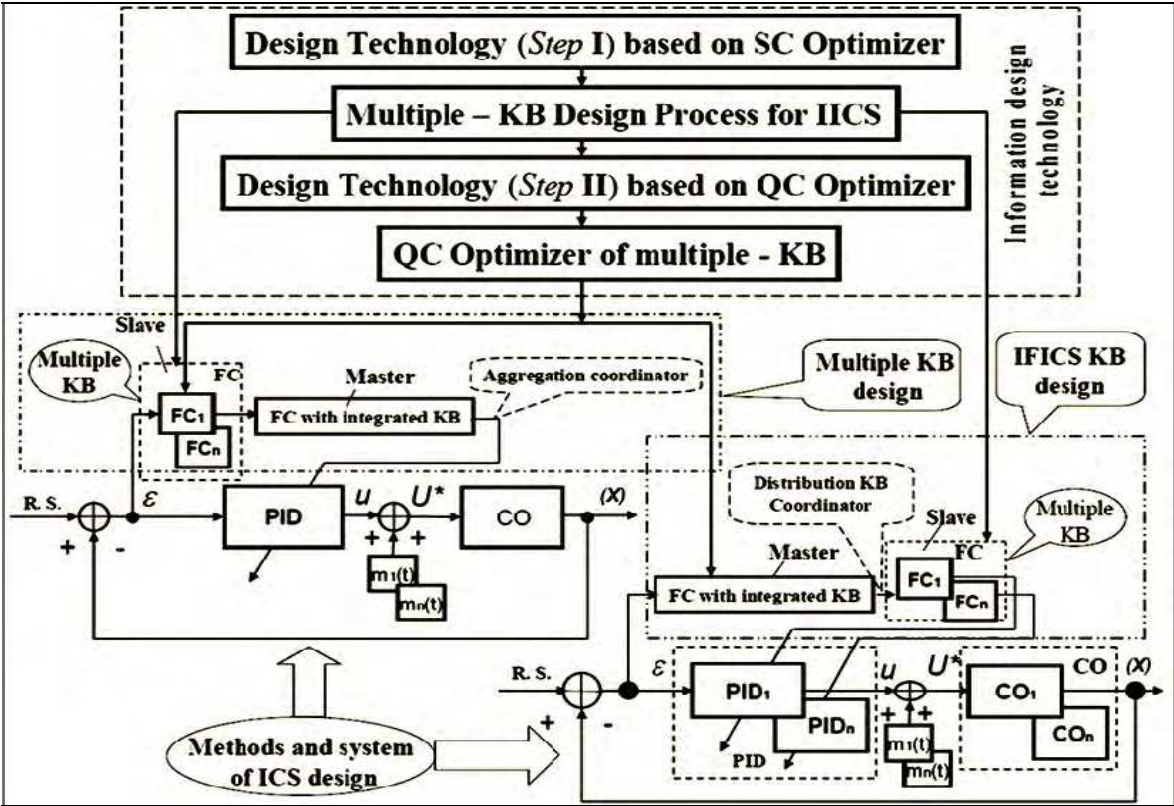 Design Technology (Step I) based on SC Optimizer
Multiple – KB Design Process for IICS
Design Technology (Step II) based on QC Optimizer
QC Optimizer of multiple - KB
Information design
technology
Slave
Multiple
KB
FC
FC1
FCn
Master
FC with integrated KB
Aggregation coordinator
Multiple KB
design
IFICS KB
design
R. S.
+
-
ε
PID
u
+
+
U*
CO
(X)
m1(t)
mn(t)
Distribution KB
Coordinator
Slave
Multiple
KB
Master
FC with integrated KB
FC
FC1
FCn
R. S.
+
-
ε
PID1
PIDn
PID
u
+
+
U*
m1(t)
mn(t)
CO
CO1
COn
(X)
Methods and system
of ICS design